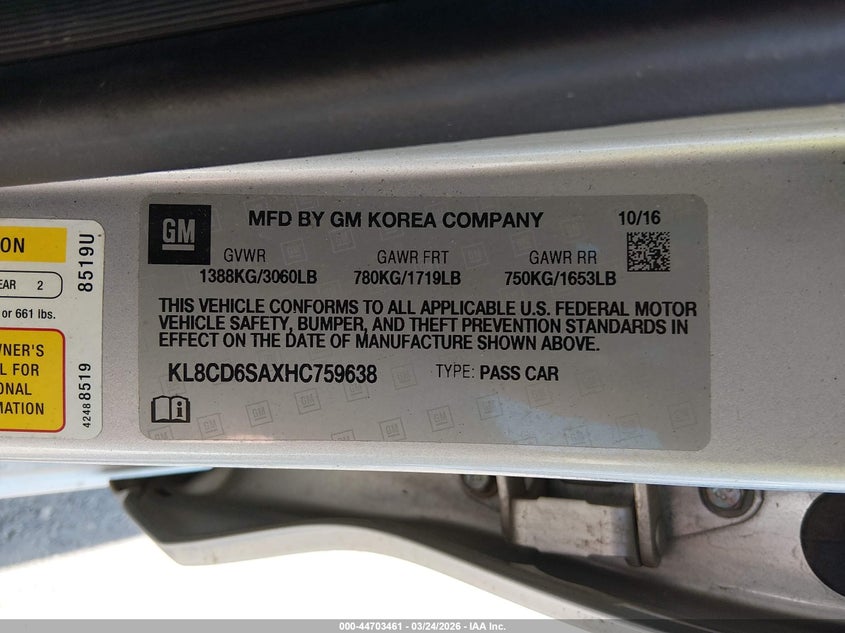 GM
MFD BY GM KOREA COMPANY
10/16
GVWR
GAWR FRT
GAWR RR
1388KG/3060LB
780KG/1719LB
750KG/1653LB
THIS VEHICLE CONFORMS TO ALL APPLICABLE U.S. FEDERAL MOTOR
VEHICLE SAFETY, BUMPER, AND THEFT PREVENTION STANDARDS IN
EFFECT ON THE DATE OF MANUFACTURE SHOWN ABOVE.
KL8CD6SAXHC759638
TYPE: PASS CAR
ON
EAR 2
or 661 lbs.
WNER'S
L FOR
ONAL
MATION
8519U
42488519
000-44703461 - 03/24/2026 - IAA Inc.